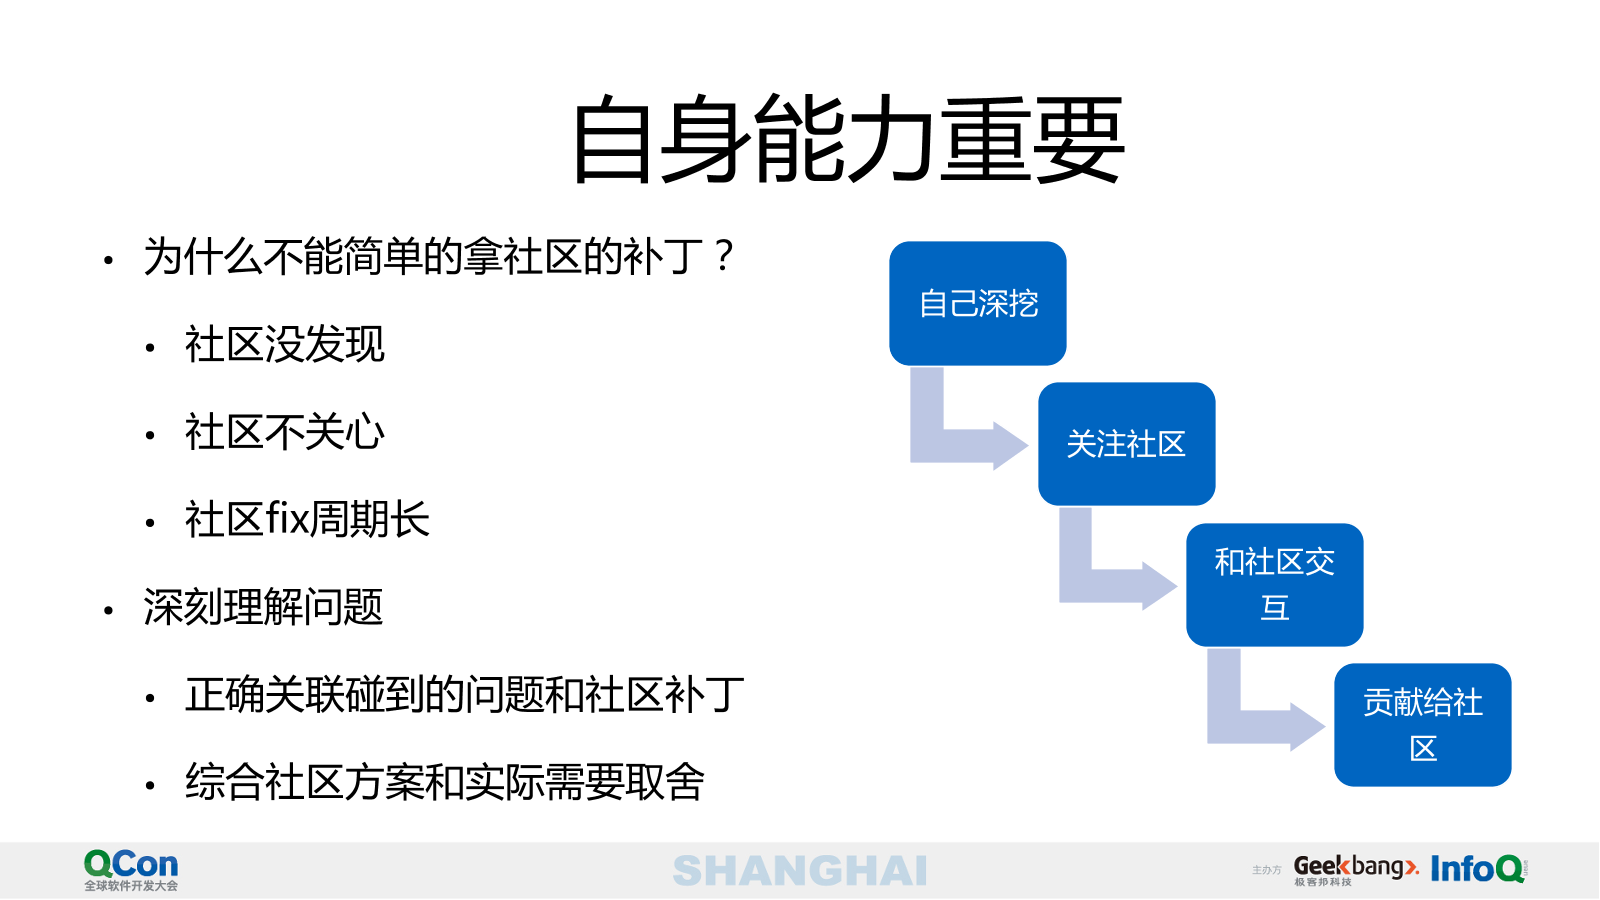 自身能力重要
• 为什么不能简单的拿社区的补丁？
• 社区没发现
• 社区不关心
• 社区fix周期长
• 深刻理解问题
• 正确关联碰到的问题和社区补丁
• 综合社区方案和实际需要取舍
自己深挖
关注社区
和社区交
互
贡献给社
区
QCon
全球软件开发大会
SHANGHAI
主办方
Geekbang>.
极客邦科技
InfoQ